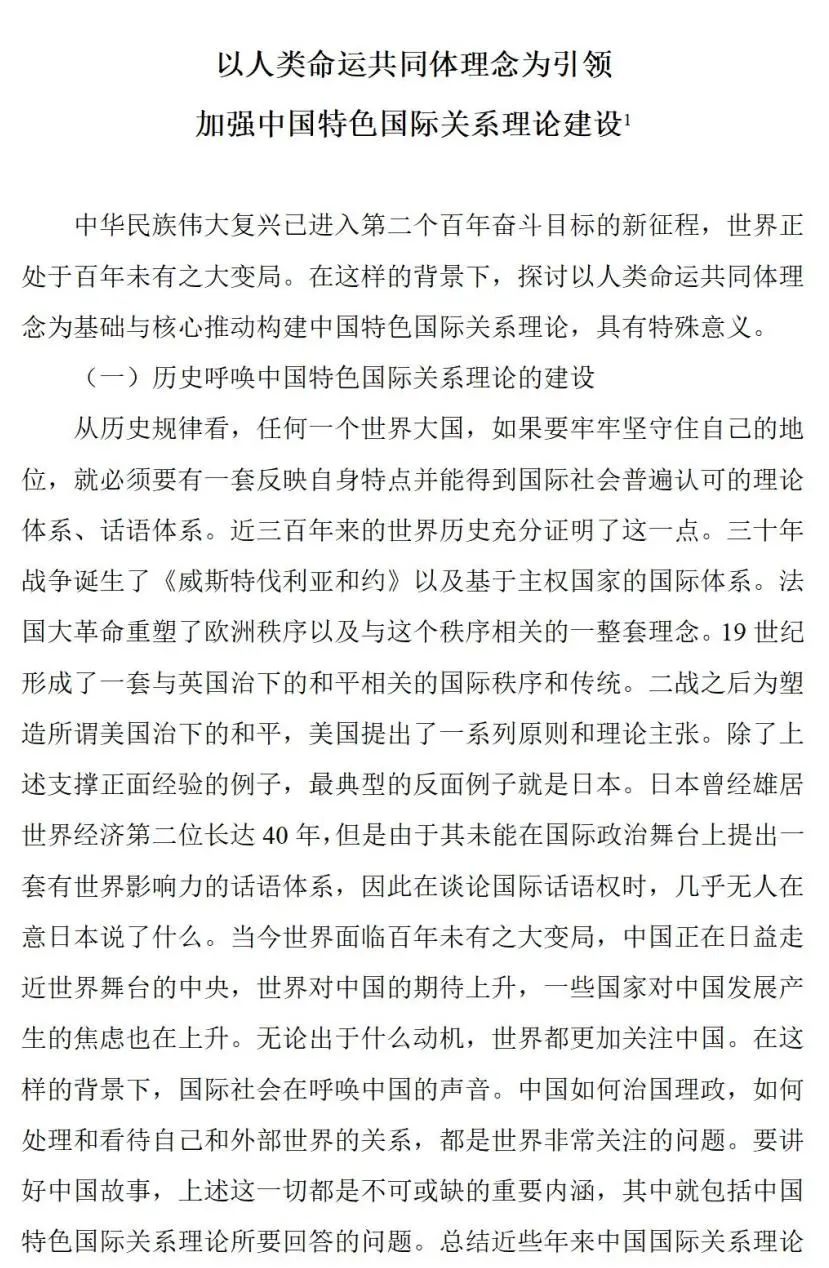 以人类命运共同体理念为引领
加强中国特色国际关系理论建设1
中华民族伟大复兴已进入第二个百年奋斗目标的新征程，世界正
处于百年未有之大变局。在这样的背景下，探讨以人类命运共同体理
念为基础与核心推动构建中国特色国际关系理论，具有特殊意义。
（一）历史呼唤中国特色国际关系理论的建设
从历史规律看，任何一个世界大国，如果要牢牢坚守住自己的地
位，就必须要有一套反映自身特点并能得到国际社会普遍认可的理论
体系、话语体系。近三百年来的世界历史充分证明了这一点。三十年
战争诞生了《威斯特伐利亚和约》以及基于主权国家的国际体系。法
国大革命重塑了欧洲秩序以及与这个秩序相关的一整套理念。19 世纪
形成了一套与英国治下的和平相关的国际秩序和传统。二战之后为塑
造所谓美国治下的和平，美国提出了一系列原则和理论主张。除了上
述支撑正面经验的例子，最典型的反面例子就是日本。日本曾经雄居
世界经济第二位长达 40 年，但是由于其未能在国际政治舞台上提出一
套有世界影响力的话语体系，因此在谈论国际话语权时，几乎无人在
意日本说了什么。当今世界面临百年未有之大变局，中国正在日益走
近世界舞台的中央，世界对中国的期待上升，一些国家对中国发展产
生的焦虑也在上升。无论出于什么动机，世界都更加关注中国。在这
样的背景下，国际社会在呼唤中国的声音。中国如何治国理政，如何
处理和看待自己和外部世界的关系，都是世界非常关注的问题。要讲
好中国故事，上述这一切都是不可或缺的重要内涵，其中就包括中国
特色国际关系理论所要回答的问题。总结近些年来中国国际关系理论